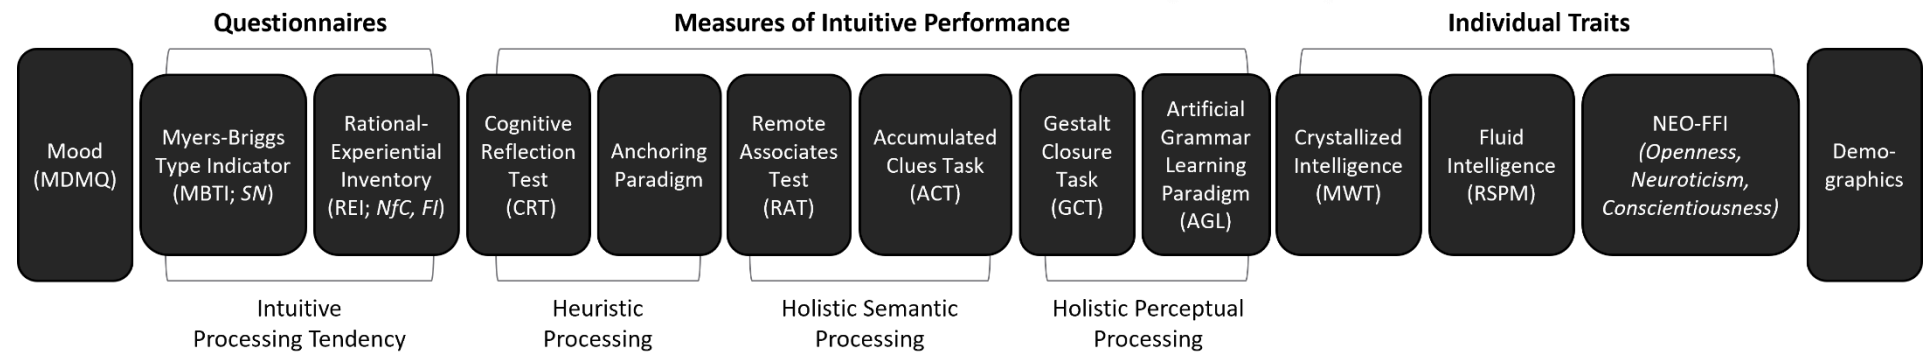 Questionnaires
Measures of Intuitive Performance
Individual Traits
Mood
(MDMQ)
Myers-Briggs
Type Indicator
(MBTI; SN)
Rational-
Experiential
Inventory
(REI; NfC, FI)
Cognitive
Reflection
Test
(CRT)
Anchoring
Paradigm
Remote
Associates
Test
(RAT)
Accumulated
Clues Task
(ACT)
Gestalt
Closure
Task
(GCT)
Artificial
Grammar
Learning
Paradigm
(AGL)
Crystallized
Intelligence
(MWT)
Fluid
Intelligence
(RSPM)
NEO-FFI
(Openness,
Neuroticism,
Conscientiousness)
Demo-
graphics
Intuitive
Processing Tendency
Heuristic
Processing
Holistic Semantic
Processing
Holistic Perceptual
Processing